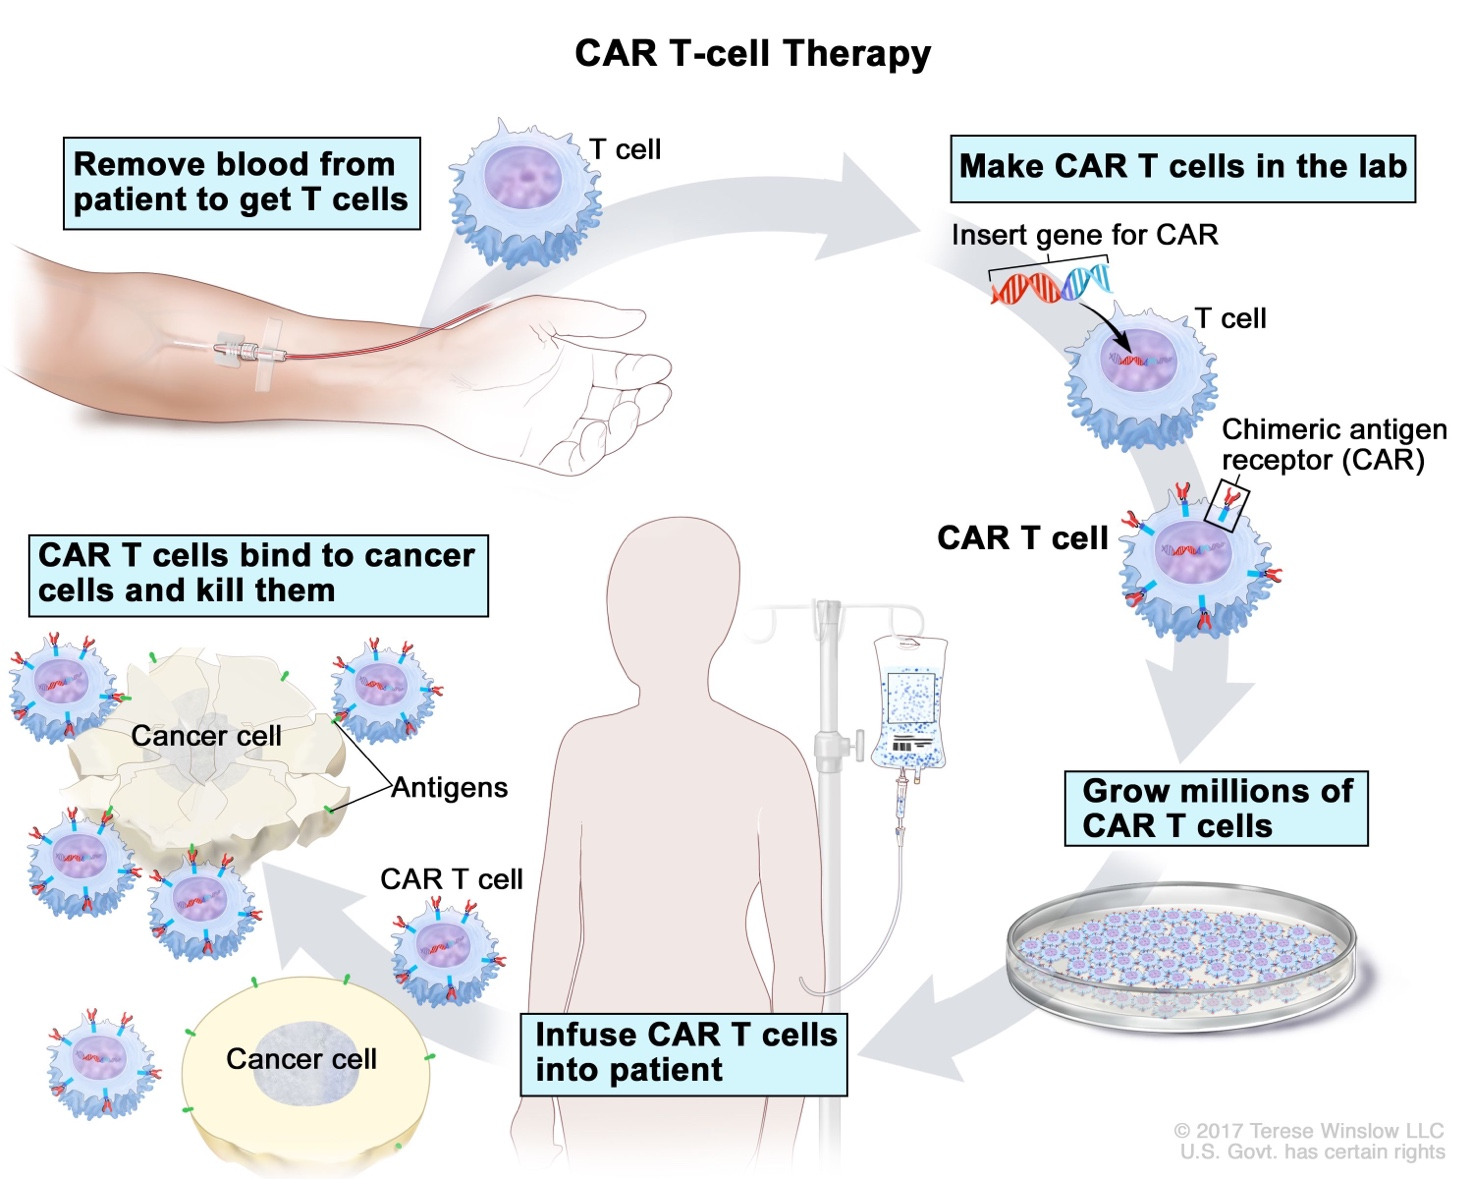 CAR T-cell Therapy
Remove blood from
patient to get T cells
T cell
Make CAR T cells in the lab
Insert gene for CAR
T cell
Chimeric antigen
receptor (CAR)
CAR T cell
Grow millions of
CAR T cells
Infuse CAR T cells
into patient
CAR T cells bind to cancer
cells and kill them
Cancer cell
Antigens
CAR T cell
Cancer cell
© 2017 Terese Winslow LLC
U.S. Govt. has certain rights